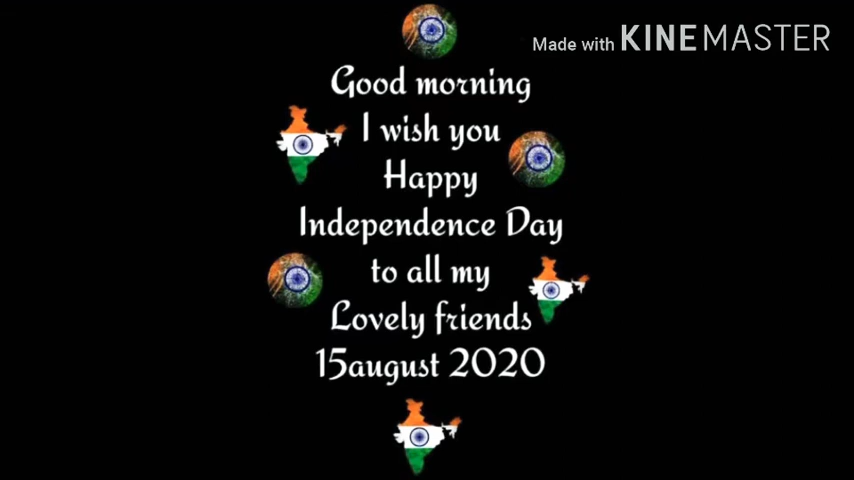 Made with KINEMASTER
Good morning
I wish you
Happy
Independence Day
to all my
Lovely friends
15august 2020